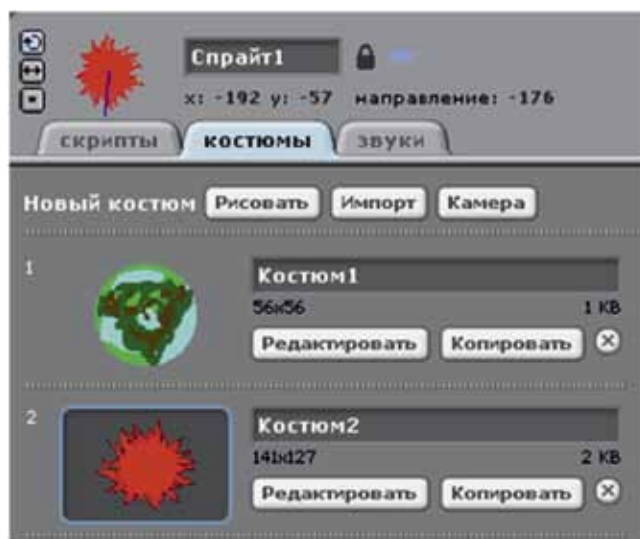 Спрайт1
x: -192 y: -57 направление: -176
скрипты костюмы звуки
Новый костюм Рисовать Импорт Камера
1
Костюм1
56x56 1 KB
Редактировать Копировать
2
Костюм2
141x127 2 KB
Редактировать Копировать